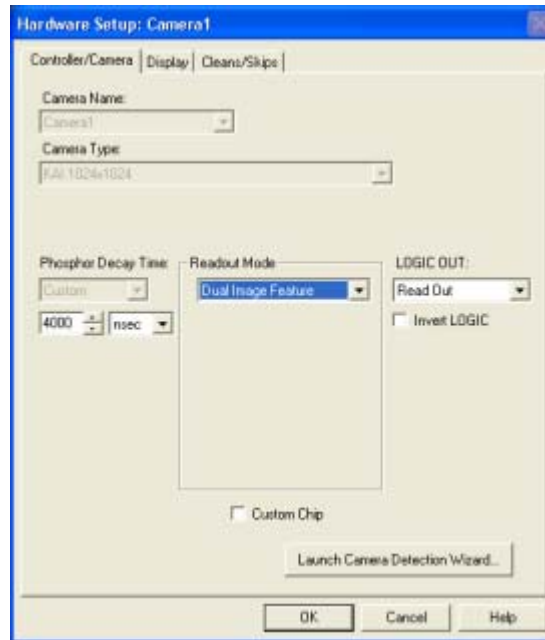 Hardware Setup: Camera1
Controller/Camera Display Cleans/Skips
Camera Name:
Camera1
Camera Type:
KAI 1024x1024
Phosphor Decay Time: Readout Mode LOGIC OUT:
Custom Dual Image Feature Read Out
4000 nsec Invert LOGIC
Custom Chip
Launch Camera Detection Wizard...
OK Cancel Help